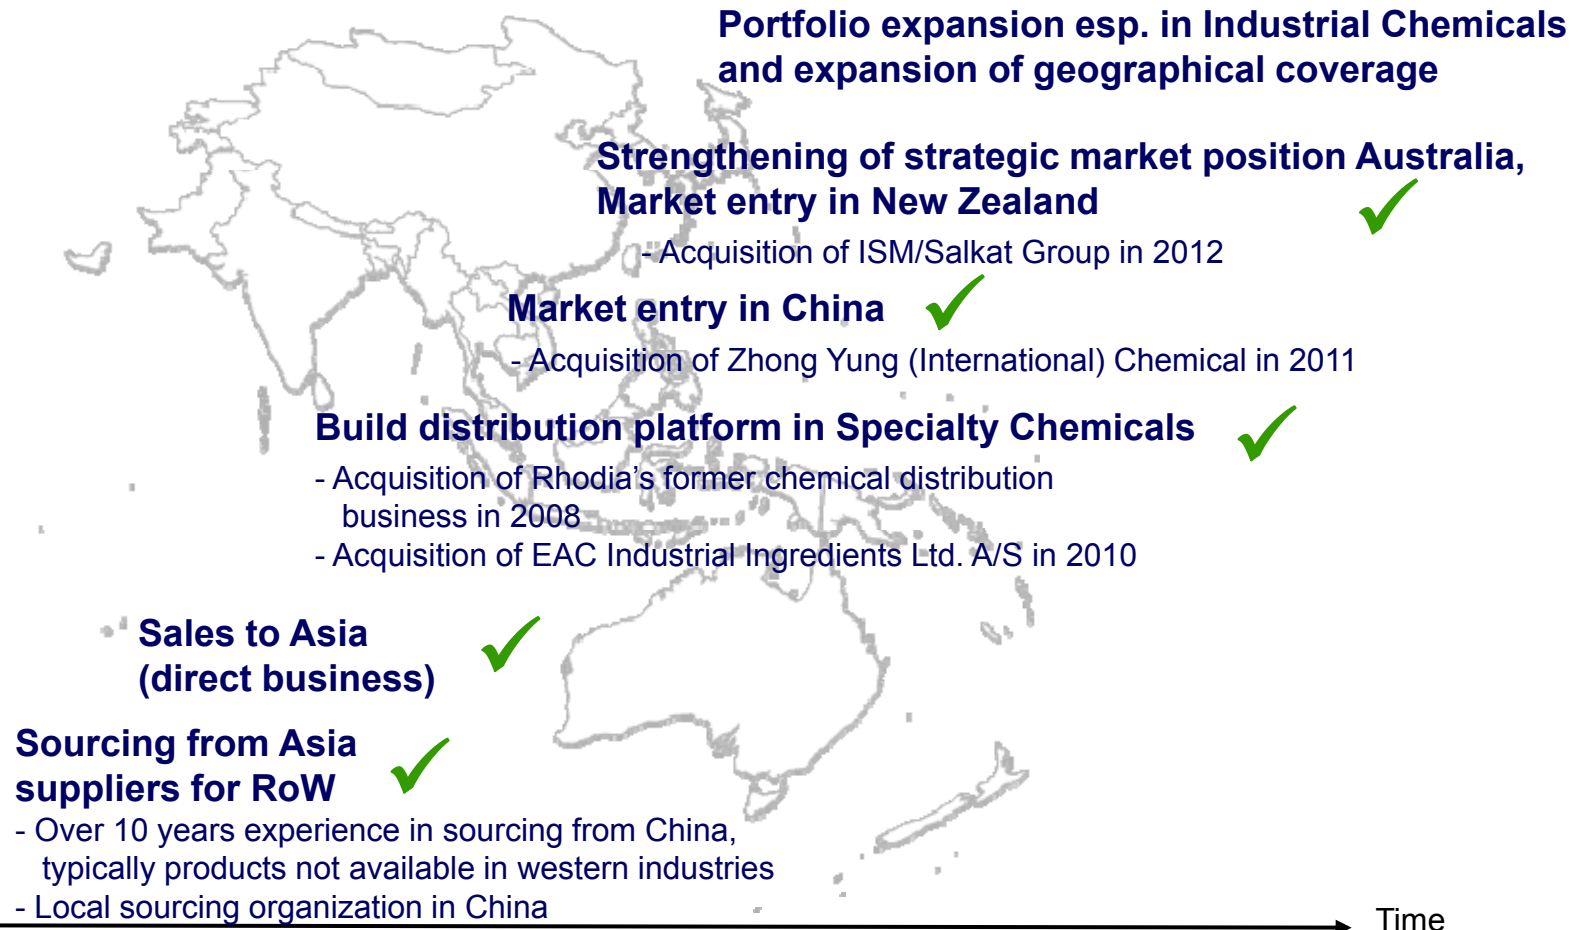 Portfolio expansion esp. in Industrial Chemicals
and expansion of geographical coverage
Strengthening of strategic market position Australia,
Market entry in New Zealand
- Acquisition of ISM/Salkat Group in 2012
Market entry in China
- Acquisition of Zhong Yung (International) Chemical in 2011
Build distribution platform in Specialty Chemicals
- Acquisition of Rhodia’s former chemical distribution
business in 2008
- Acquisition of EAC Industrial Ingredients Ltd. A/S in 2010
Sales to Asia
(direct business)
Sourcing from Asia
suppliers for RoW
- Over 10 years experience in sourcing from China,
typically products not available in western industries
- Local sourcing organization in China
Time